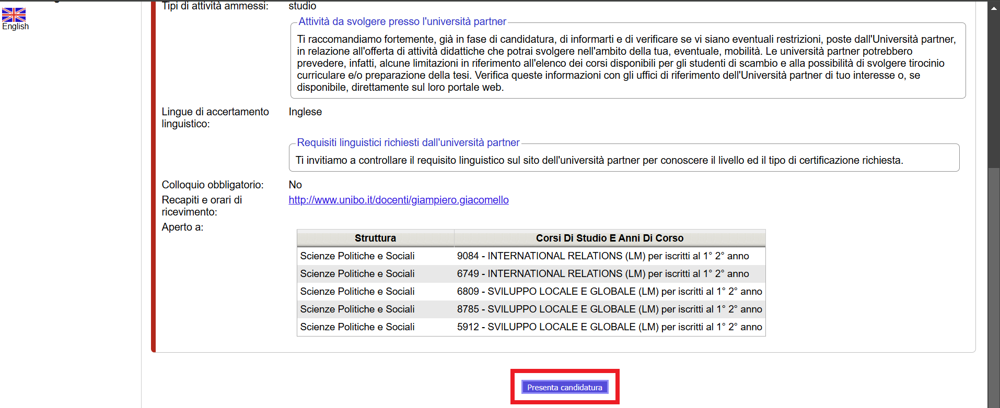 Tipi di attività ammessi: studio
English
Attività da svolgere presso l'università partner
Ti raccomandiamo fortemente, già in fase di candidatura, di informarti e di verificare se vi siano eventuali restrizioni, poste dall'Università partner,
in relazione all'offerta di attività didattiche che potrai svolgere nell'ambito della tua, eventuale, mobilità. Le università partner potrebbero
prevedere, infatti, alcune limitazioni in riferimento all'elenco dei corsi disponibili per gli studenti di scambio e alla possibilità di svolgere tirocinio
curriculare e/o preparazione della tesi. Verifica queste informazioni con gli uffici di riferimento dell'Università partner di tuo interesse o, se
disponibile, direttamente sul loro portale web.
Lingue di accertamento Inglese
linguistico:
Requisiti linguistici richiesti dall'università partner
Ti invitiamo a controllare il requisito linguistico sul sito dell'università partner per conoscere il livello ed il tipo di certificazione richiesta.
Colloquio obbligatorio: No
Recapiti e orari di http://www.unibo.it/docenti/giampiero.giacomello
ricevimento:
Aperto a:
Struttura Corsi Di Studio E Anni Di Corso
Scienze Politiche e Sociali 9084 - INTERNATIONAL RELATIONS (LM) per iscritti al 1° 2° anno
Scienze Politiche e Sociali 6749 - INTERNATIONAL RELATIONS (LM) per iscritti al 1° 2° anno
Scienze Politiche e Sociali 6809 - SVILUPPO LOCALE E GLOBALE (LM) per iscritti al 1° 2° anno
Scienze Politiche e Sociali 8785 - SVILUPPO LOCALE E GLOBALE (LM) per iscritti al 1° 2° anno
Scienze Politiche e Sociali 5912 - SVILUPPO LOCALE E GLOBALE (LM) per iscritti al 1° 2° anno
Presenta candidatura